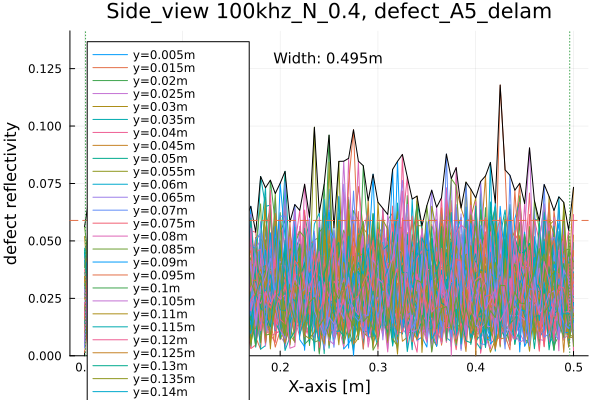 Side_view 100khz_N_0.4, defect_A5_delam
Width: 0.495m
defect reflectivity
0.125
0.100
0.075
0.050
0.025
0.000
y=0.005m
y=0.015m
y=0.02m
y=0.025m
y=0.03m
y=0.035m
y=0.04m
y=0.045m
y=0.05m
y=0.055m
y=0.06m
y=0.065m
y=0.07m
y=0.075m
y=0.08m
y=0.085m
y=0.09m
y=0.095m
y=0.1m
y=0.105m
y=0.11m
y=0.115m
y=0.12m
y=0.125m
y=0.13m
y=0.135m
y=0.14m
0. 0.2 0.3 0.4 0.5
X-axis [m]